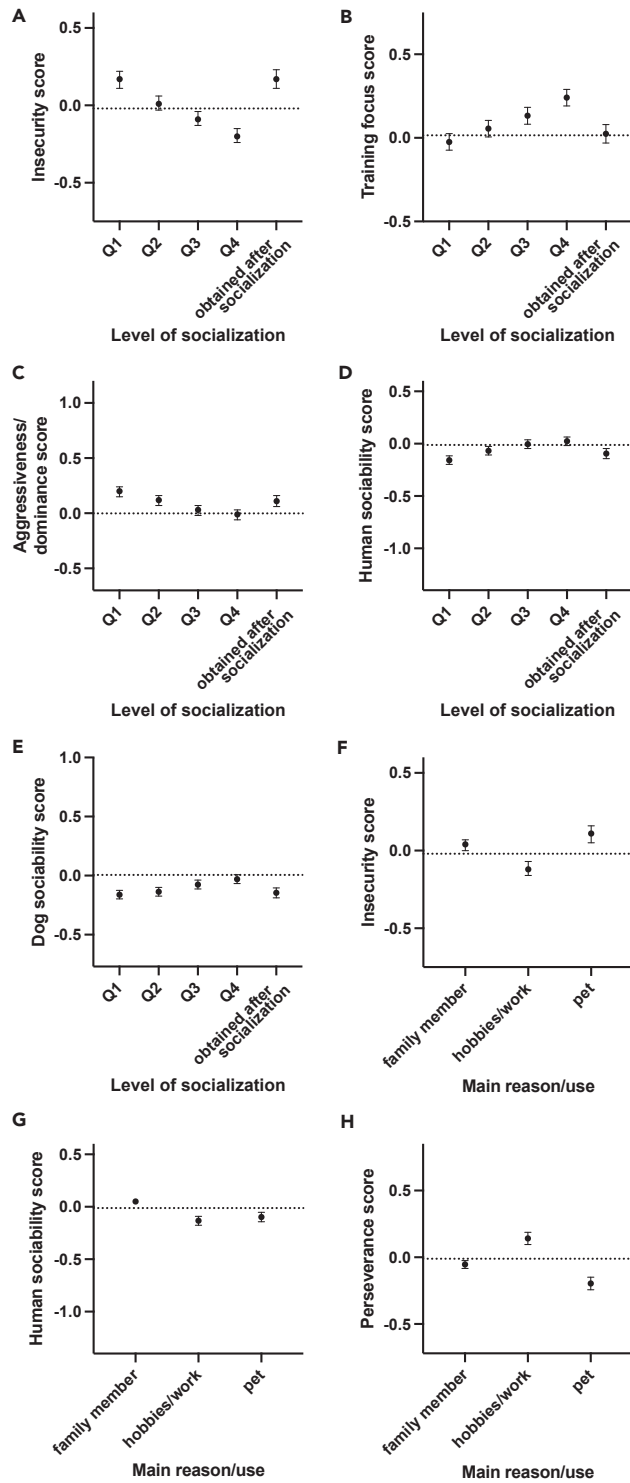 A
Insecurity score
0.5
0.0
-0.5
Q1
Q2
Q3
Q4
obtained after
socialization
Level of socialization
B
Training focus score
0.5
0.0
-0.5
Q1
Q2
Q3
Q4
obtained after
socialization
Level of socialization
C
Aggressiveness/
dominance score
1.0
0.5
0.0
-0.5
Q1
Q2
Q3
Q4
obtained after
socialization
Level of socialization
D
Human sociability score
0.5
0.0
-0.5
-1.0
Q1
Q2
Q3
Q4
obtained after
socialization
Level of socialization
E
Dog sociability score
1.0
0.5
0.0
-0.5
Q1
Q2
Q3
Q4
obtained after
socialization
Level of socialization
F
Insecurity score
0.5
0.0
-0.5
family member
hobbies/work
pet
Main reason/use
G
Human sociability score
0.5
0.0
-0.5
-1.0
family member
hobbies/work
pet
Main reason/use
H
Perseverance score
0.5
0.0
-0.5
family member
hobbies/work
pet
Main reason/use